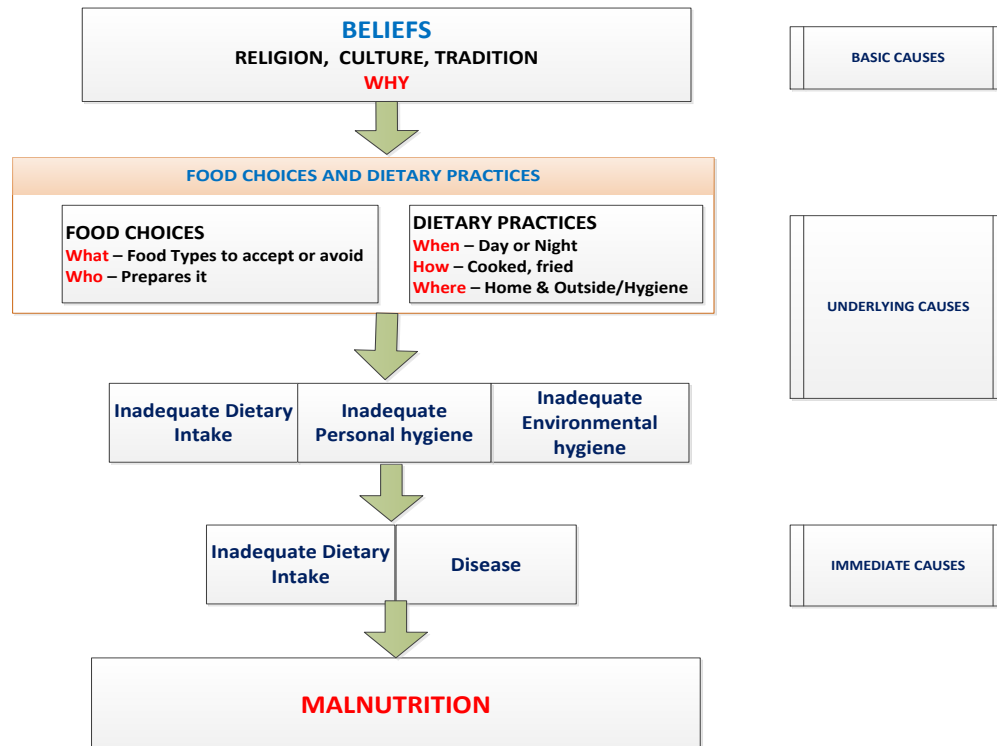 BELIEFS
RELIGION, CULTURE, TRADITION
WHY
BASIC CAUSES
FOOD CHOICES AND DIETARY PRACTICES
FOOD CHOICES
What – Food Types to accept or avoid
Who – Prepares it
DIETARY PRACTICES
When – Day or Night
How – Cooked, fried
Where – Home & Outside/Hygiene
UNDERLYING CAUSES
Inadequate Dietary
Intake
Inadequate
Personal hygiene
Inadequate
Environmental
hygiene
Inadequate Dietary
Intake
Disease
IMMEDIATE CAUSES
MALNUTRITION